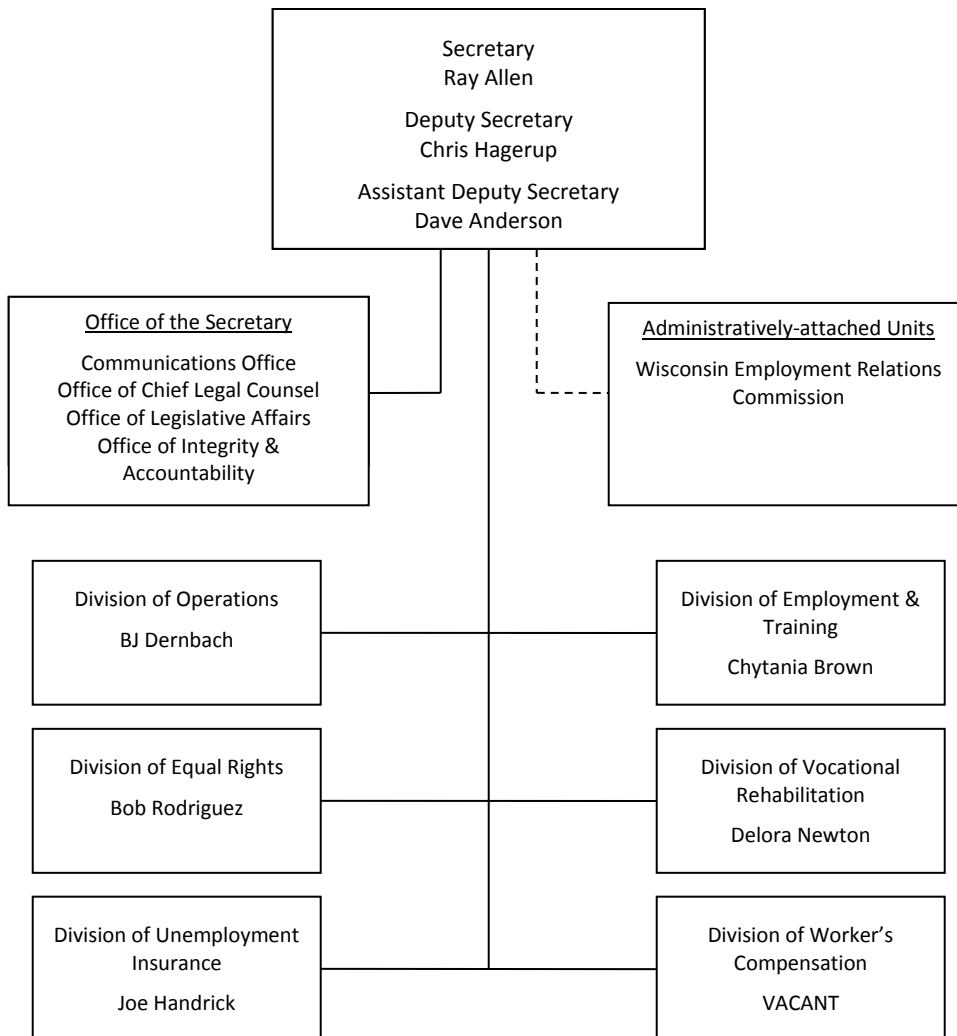 Secretary
Ray Allen
Deputy Secretary
Chris Hagerup
Assistant Deputy Secretary
Dave Anderson
Office of the Secretary
Communications Office
Office of Chief Legal Counsel
Office of Legislative Affairs
Office of Integrity &
Accountability
Administratively-attached Units
Wisconsin Employment Relations
Commission
Division of Operations
BJ Dernbach
Division of Employment &
Training
Chytania Brown
Division of Equal Rights
Bob Rodriguez
Division of Vocational
Rehabilitation
Delora Newton
Division of Unemployment
Insurance
Joe Handrick
Division of Worker’s
Compensation
VACANT